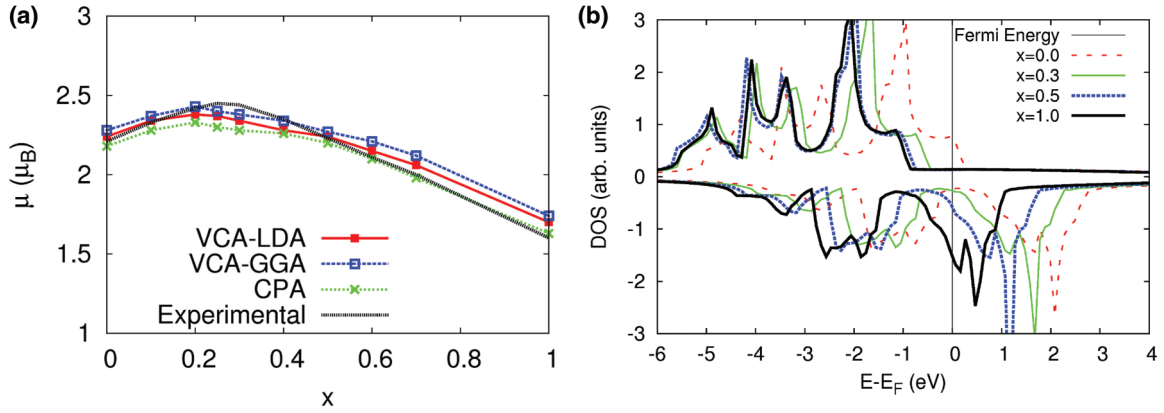 (a)
3
2.5
2
1.5
1
μ (μB)
VCA-LDA
VCA-GGA
CPA
Experimental
0 0.2 0.4 0.6 0.8 1
x
(b)
3
2
1
0
-1
-2
-3
DOS (arb. units)
Fermi Energy
x=0.0
x=0.3
x=0.5
x=1.0
-6 -5 -4 -3 -2 -1 0 1 2 3 4
E-EF (eV)